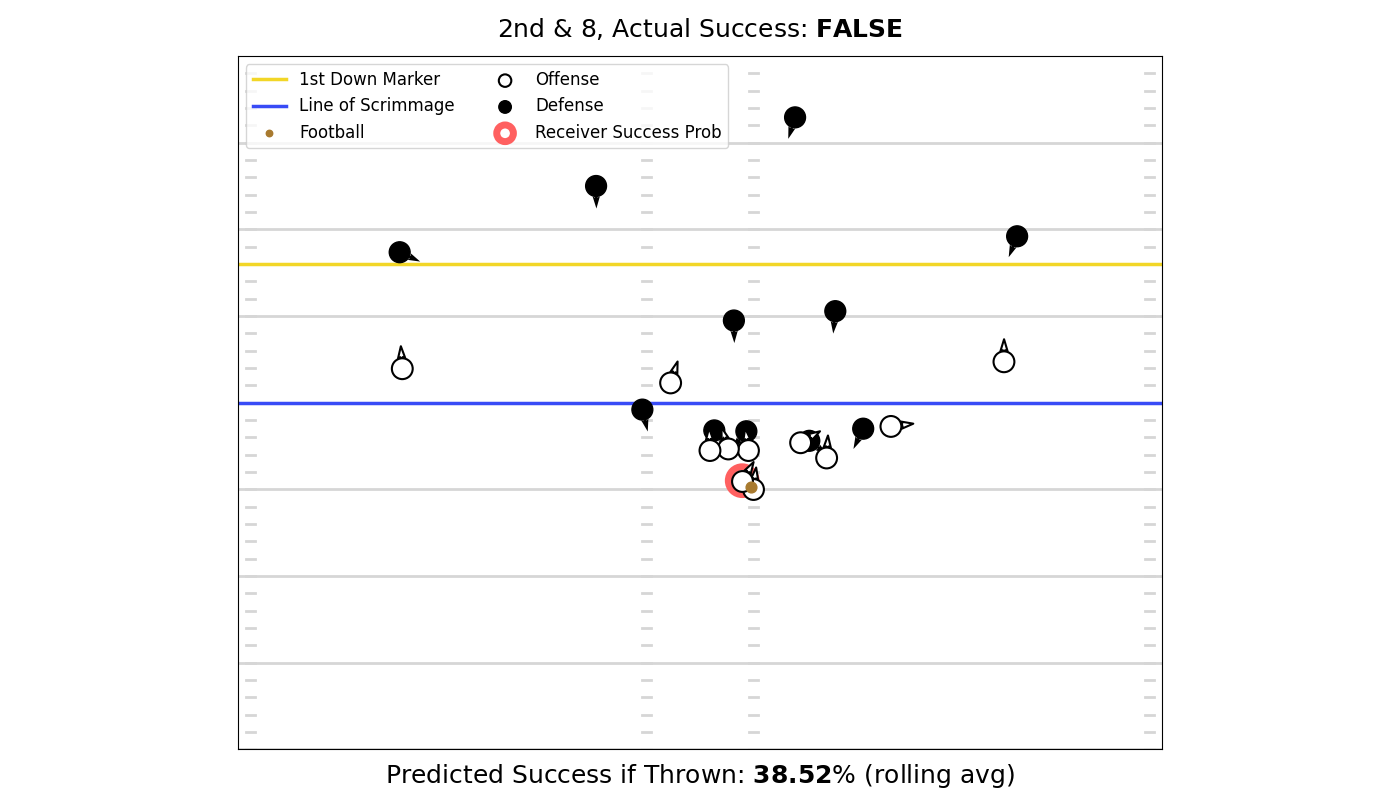 2nd & 8, Actual Success: FALSE
1st Down Marker
Line of Scrimmage
Football
Offense
Defense
Receiver Success Prob
Predicted Success if Thrown: 38.52% (rolling avg)